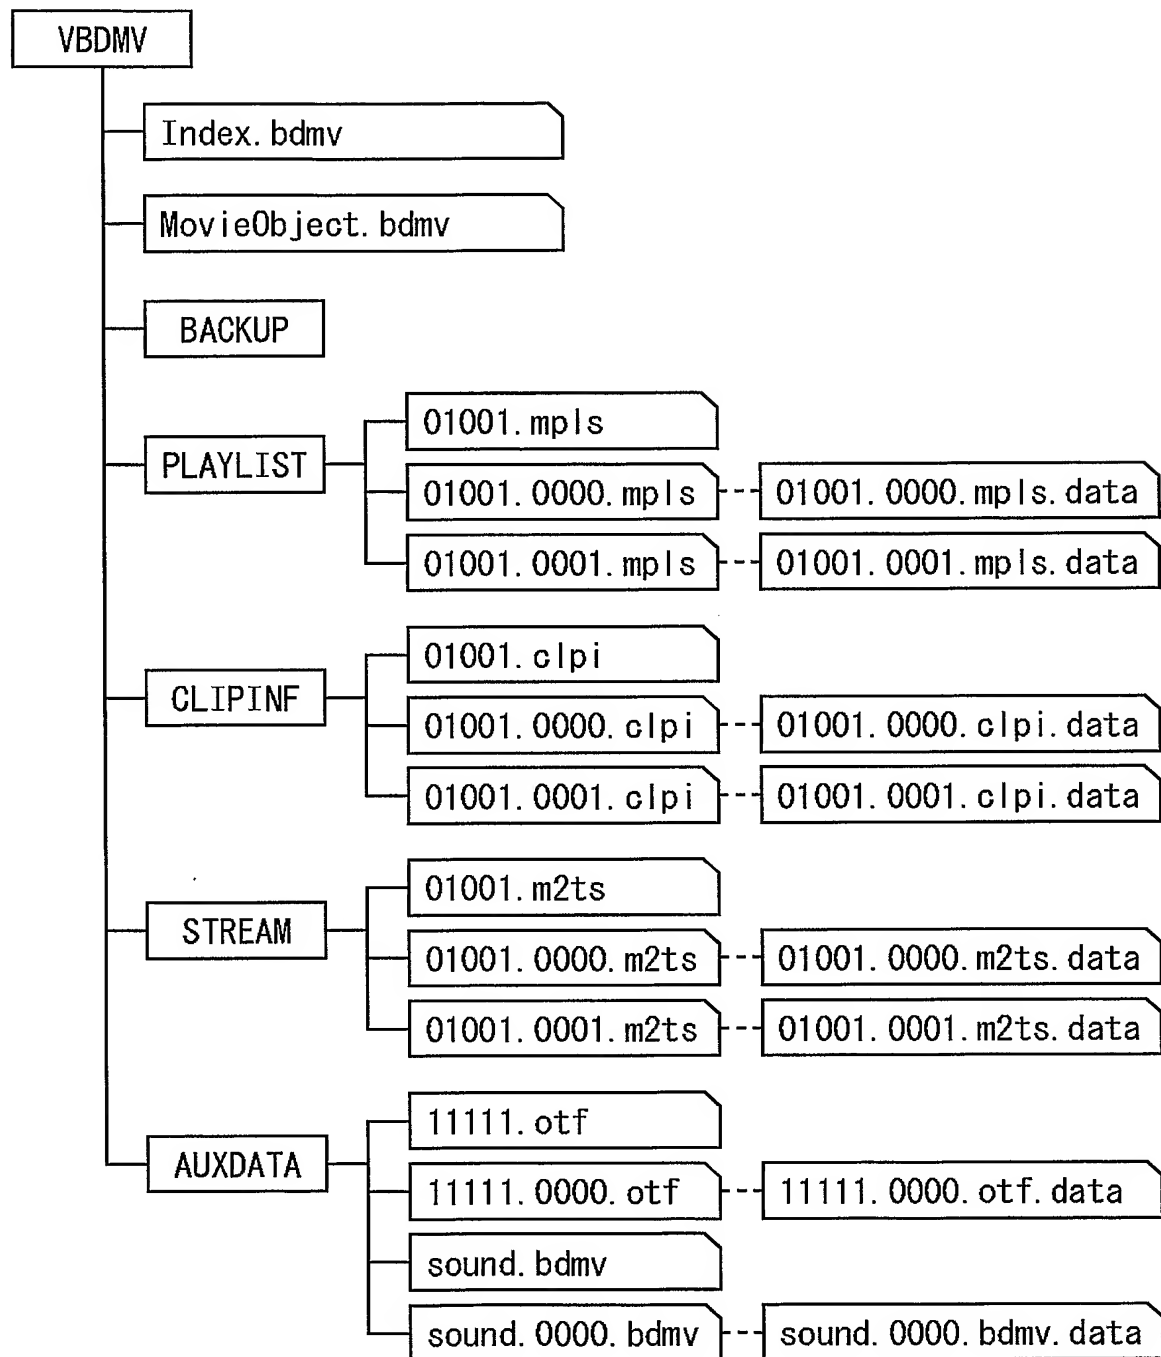 VBDMV
Index.bdmv
MovieObject.bdmv
BACKUP
PLAYLIST
01001.mpls
01001.0000.mpls
01001.0000.mpls.data
01001.0001.mpls
01001.0001.mpls.data
CLIPINF
01001.clpi
01001.0000.clpi
01001.0000.clpi.data
01001.0001.clpi
01001.0001.clpi.data
STREAM
01001.m2ts
01001.0000.m2ts
01001.0000.m2ts.data
01001.0001.m2ts
01001.0001.m2ts.data
AUXDATA
11111.otf
11111.0000.otf
11111.0000.otf.data
sound.bdmv
sound.0000.bdmv
sound.0000.bdmv.data